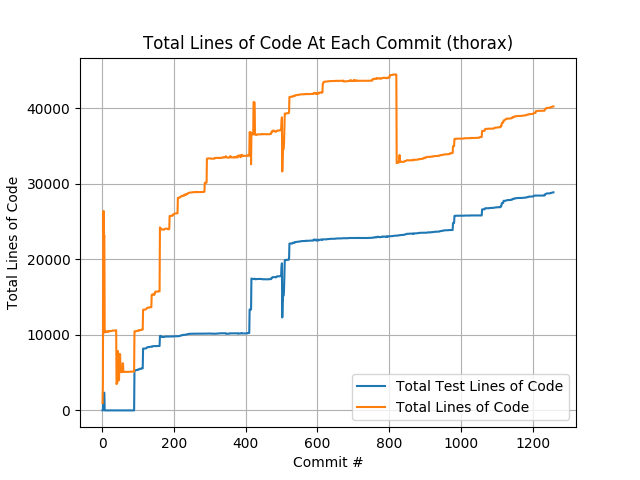 Total Lines of Code At Each Commit (thorax)
Total Lines of Code
40000
30000
20000
10000
0
0 200 400 600 800 1000 1200
Commit #
Total Test Lines of Code
Total Lines of Code